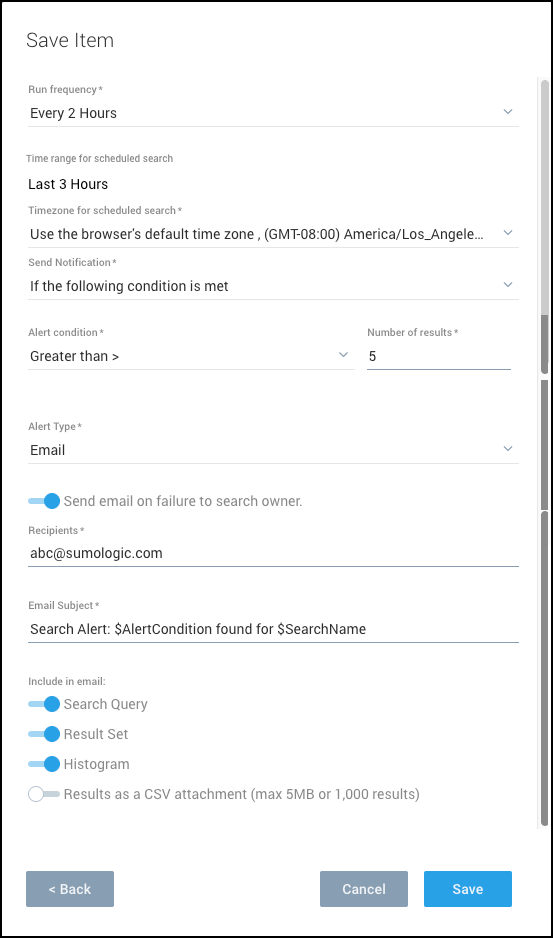 Save Item
Run frequency *
Every 2 Hours
Time range for scheduled search
Last 3 Hours
Timezone for scheduled search *
Use the browser's default time zone , (GMT-08:00) America/Los_Angele...
Send Notification *
If the following condition is met
Alert condition * Number of results *
Greater than > 5
Alert Type *
Email
Send email on failure to search owner.
Recipients *
abc@sumologic.com
Email Subject *
Search Alert: $AlertCondition found for $SearchName
Include in email:
Search Query
Result Set
Histogram
Results as a CSV attachment (max 5MB or 1,000 results)
< Back Cancel Save